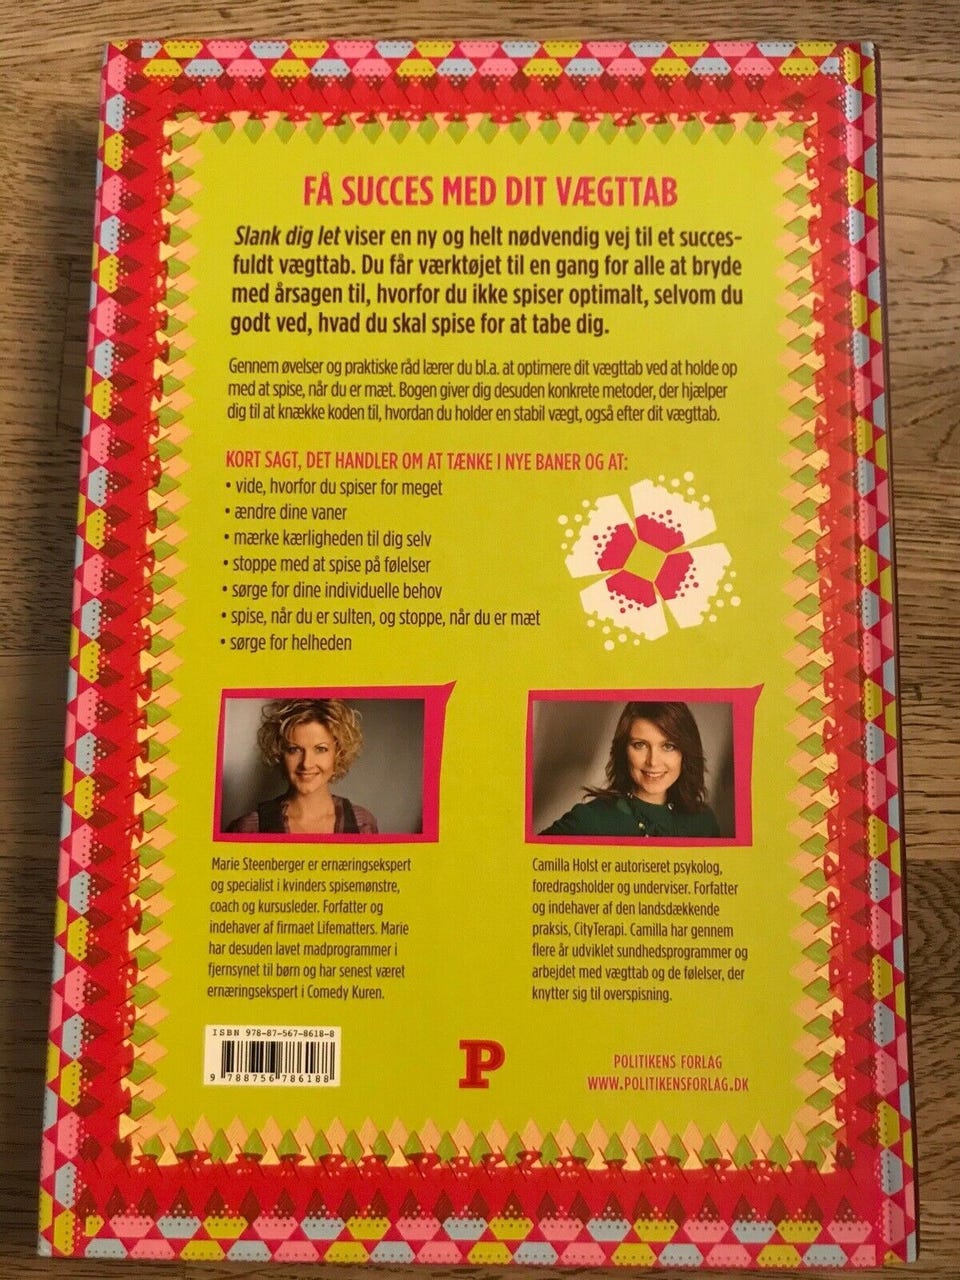 FÅ SUCCES MED DIT VÆGTTAB
Slank dig let viser en ny og helt nødvendig vej til et succes-
fuldt vægttab. Du får værktøjet til en gang for alle at bryde
med årsagen til, hvorfor du ikke spiser optimalt, selvom du
godt ved, hvad du skal spise for at tabe dig.
Gennem øvelser og praktiske råd lærer du bl.a. at optimere dit vægttab ved at holde op
med at spise, når du er mæt. Bogen giver dig desuden konkrete metoder, der hjælper
dig til at knække koden til, hvordan du holder en stabil vægt, også efter dit vægttab.
KORT SAGT, DET HANDLER OM AT TÆNKE I NYE BANER OG AT:
• vide, hvorfor du spiser for meget
• ændre dine vaner
• mærke kærligheden til dig selv
• stoppe med at spise på følelser
• sørge for dine individuelle behov
• spise, når du er sulten, og stoppe, når du er mæt
• sørge for helheden
Marie Steenberger er ernæringsekspert
og specialist i kvinders spisemønstre,
coach og kursusleder. Forfatter og
indehaver af firmaet Lifematters. Marie
har desuden lavet madprogrammer i
fjernsynet til børn og har senest været
ernæringsekspert i Comedy Kuren.
Camilla Holst er autoriseret psykolog,
foredragsholder og underviser. Forfatter
og indehaver af den landsdækkende
praksis, CityTerapi. Camilla har gennem
flere år udviklet sundhedsprogrammer og
arbejdet med vægttab og de følelser, der
knytter sig til overspisning.
ISBN 978-87-567-8618-8
9 788756 786188
P
POLITIKENS FORLAG
WWW.POLITIKENSFORLAG.DK